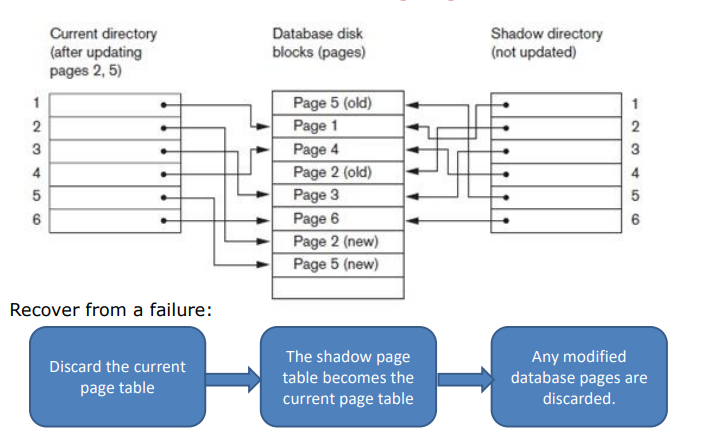 Current directory
(after updating
pages 2, 5)
Database disk
blocks (pages)
Shadow directory
(not updated)
1
2
3
4
5
6
Page 5 (old)
Page 1
Page 4
Page 2 (old)
Page 3
Page 6
Page 2 (new)
Page 5 (new)
1
2
3
4
5
6
Recover from a failure:
Discard the current
page table
The shadow page
table becomes the
current page table
Any modified
database pages are
discarded.